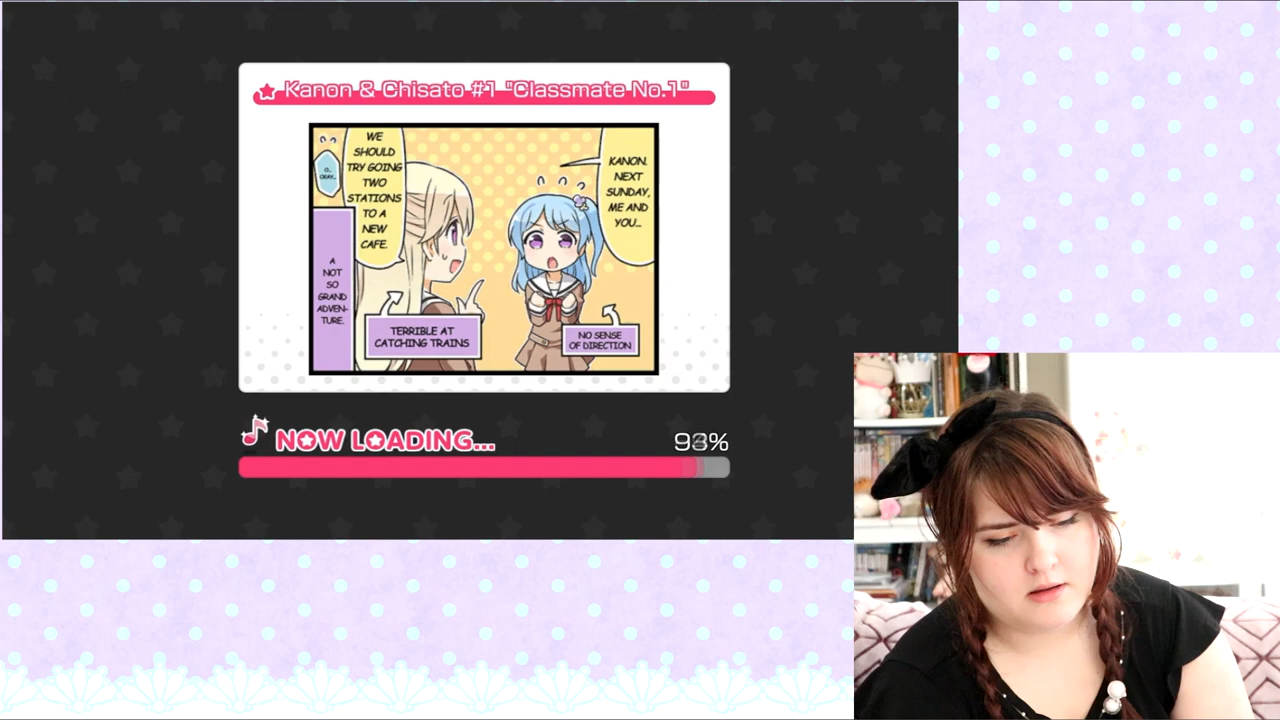 Kanon & Chisato #1 "Classmate No.1"
KANON.
NEXT
SUNDAY,
ME AND
YOU...
WE
SHOULD
TRY GOING
TWO
STATIONS
TO A
NEW
CAFE.
O...
OKAY...
A
NOT
SO
GRAND
ADVEN-
TURE.
TERRIBLE AT
CATCHING TRAINS
NO SENSE
OF DIRECTION
NOW LOADING...